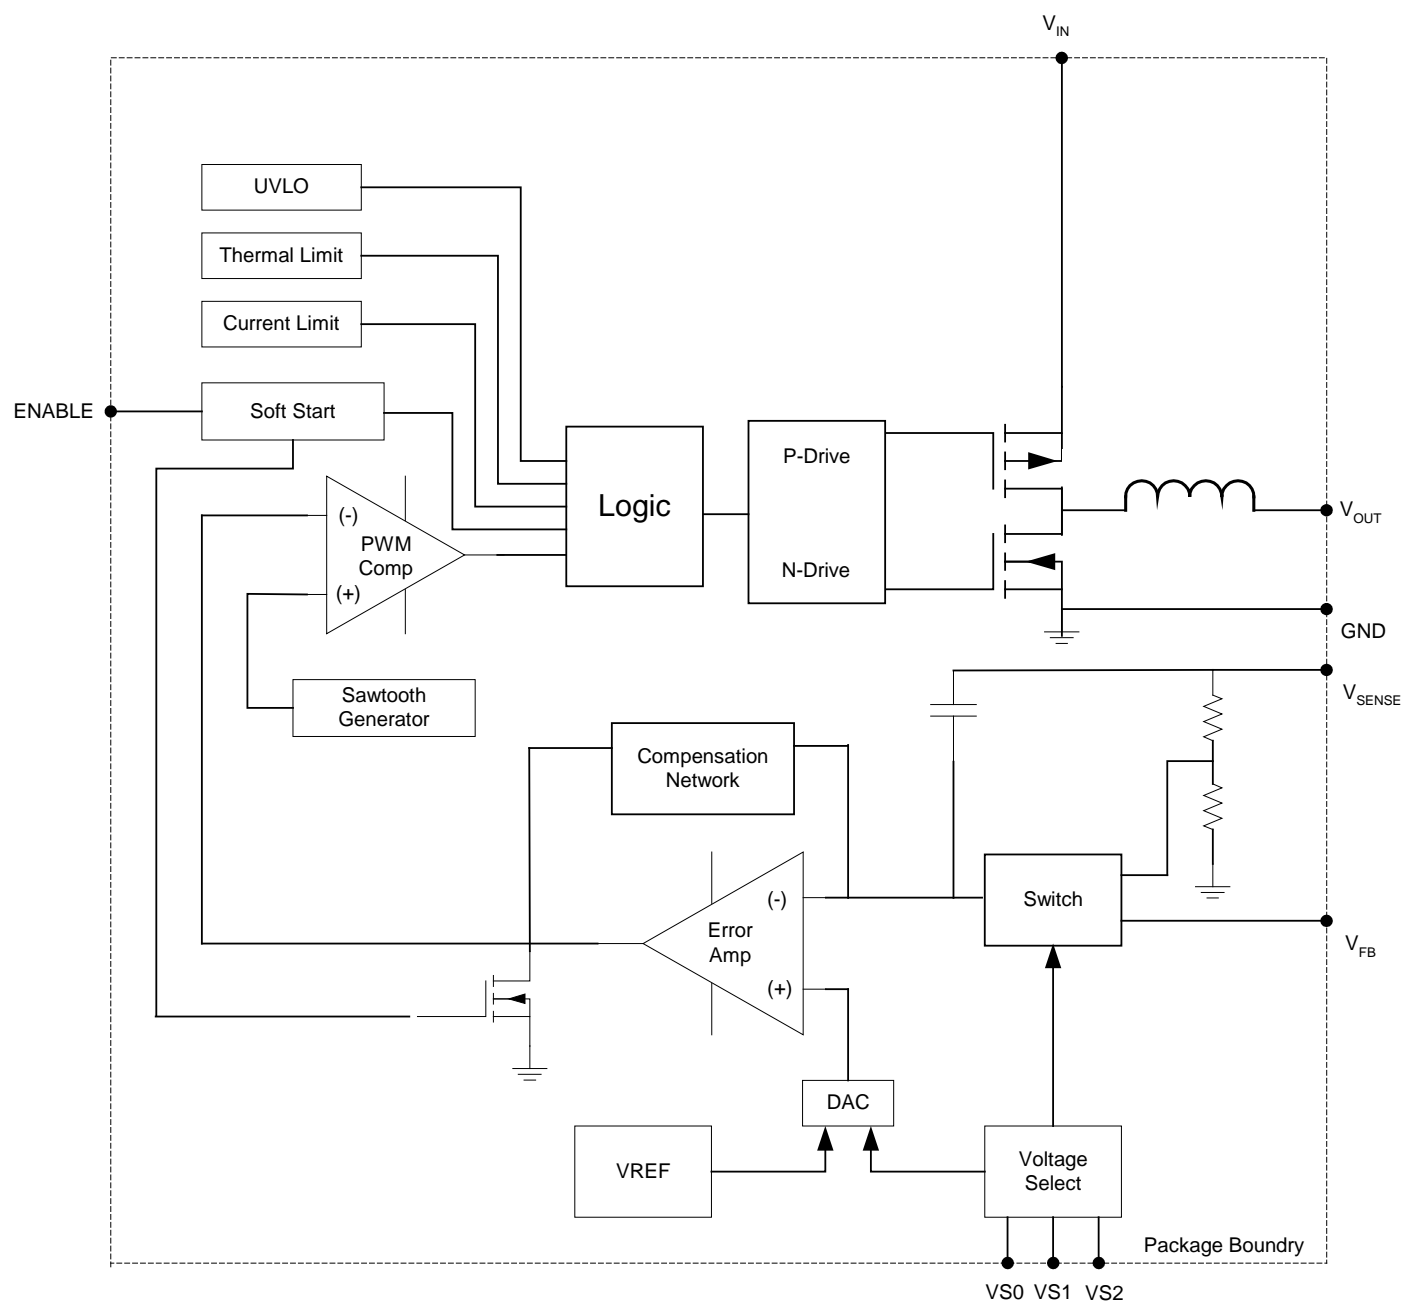 VIN
UVLO
Thermal Limit
Current Limit
ENABLE
Soft Start
P-Drive
Logic
(-)
PWM
Comp
(+)
N-Drive
VOUT
GND
VSENSE
Sawtooth
Generator
Compensation
Network
(-)
Error
Amp
(+)
Switch
VFB
DAC
VREF
Voltage
Select
Package Boundry
VS0
VS1
VS2